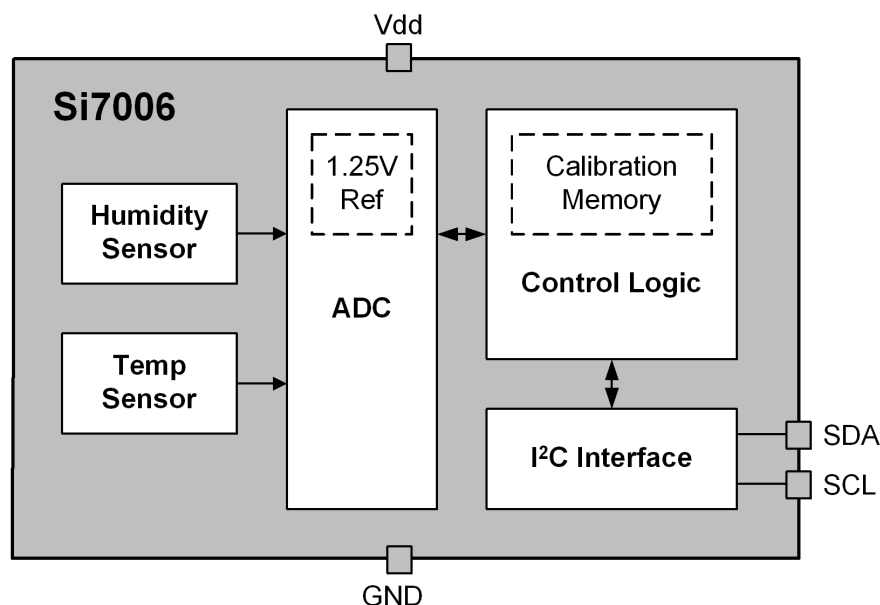 Vdd
Si7006
1.25V
Ref
Calibration
Memory
Humidity
Sensor
ADC
Control Logic
Temp
Sensor
I²C Interface
SDA
SCL
GND